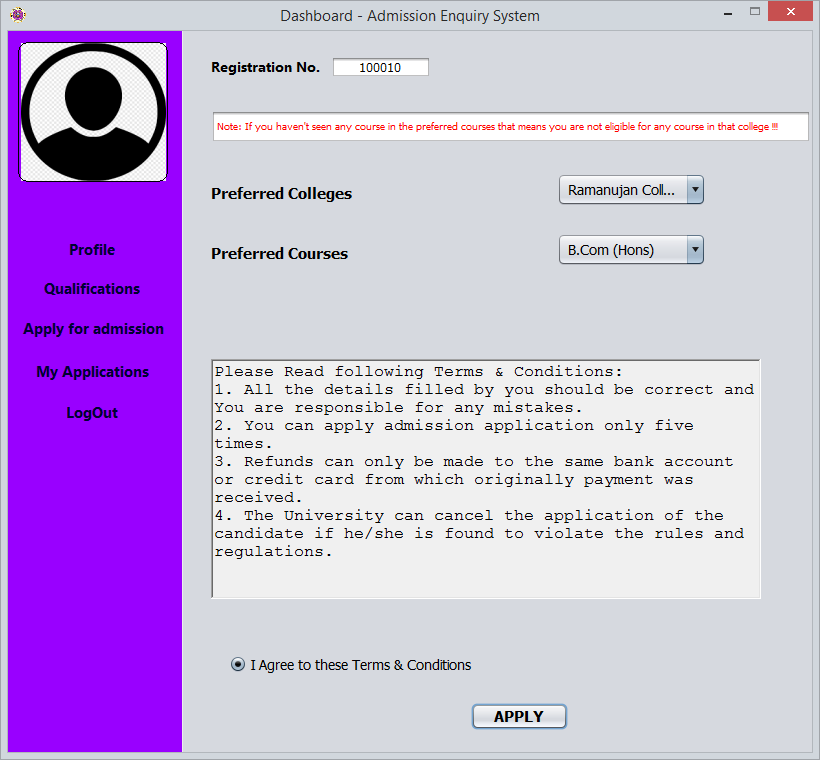 Dashboard - Admission Enquiry System
Registration No. 100010
Note: If you haven't seen any course in the preferred courses that means you are not eligible for any course in that college !!!
Preferred Colleges Ramanujan Coll...
Preferred Courses B.Com (Hons)
Profile
Qualifications
Apply for admission
My Applications
LogOut
Please Read following Terms & Conditions:
1. All the details filled by you should be correct and
You are responsible for any mistakes.
2. You can apply admission application only five
times.
3. Refunds can only be made to the same bank account
or credit card from which originally payment was
received.
4. The University can cancel the application of the
candidate if he/she is found to violate the rules and
regulations.
I Agree to these Terms & Conditions
APPLY